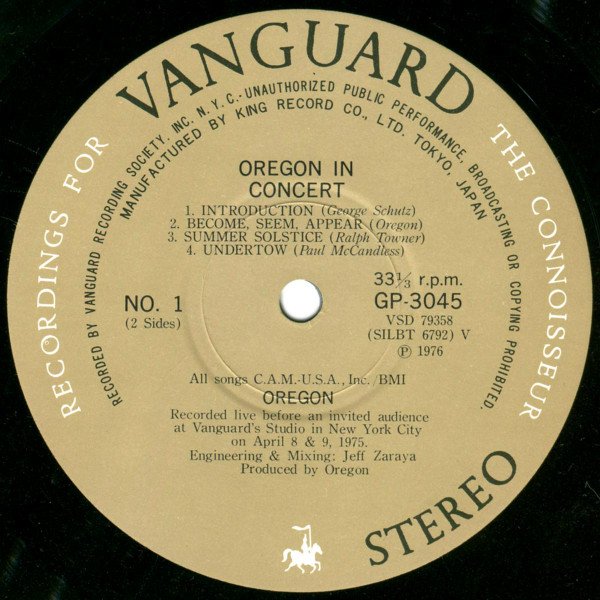 VANGUARD
RECORDINGS FOR THE CONNOISSEUR
RECORDED BY VANGUARD RECORDING SOCIETY, INC. N.Y.C.·UNAUTHORIZED PUBLIC PERFORMANCE, BROADCASTING OR COPYING PROHIBITED.
MANUFACTURED BY KING RECORD CO., LTD. TOKYO, JAPAN
OREGON IN
CONCERT
1. INTRODUCTION (George Schutz)
2. BECOME, SEEM, APPEAR (Oregon)
3. SUMMER SOLSTICE (Ralph Towner)
4. UNDERTOW (Paul McCandless)
NO. 1
(2 Sides)
33⅓ r.p.m.
GP-3045
VSD 79358
(SILBT 6792) V
Ⓟ 1976
All songs C.A.M.-U.S.A., Inc./BMI
OREGON
Recorded live before an invited audience
at Vanguard's Studio in New York City
on April 8 & 9, 1975.
Engineering & Mixing: Jeff Zaraya
Produced by Oregon
STEREO